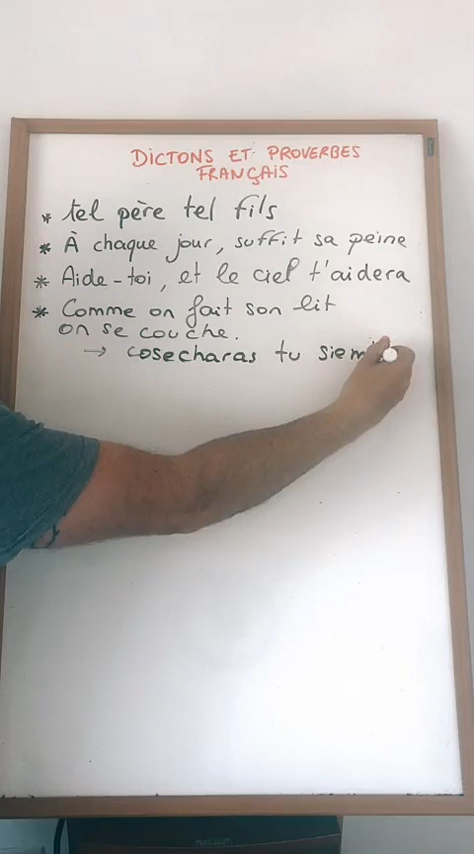 DICTONS ET PROVERBES
FRANÇAIS
* tel père tel fils
* À chaque jour, suffit sa peine
* Aide-toi, et le ciel t'aidera
* Comme on fait son lit
on se couche.
→ cosecharas tu siem